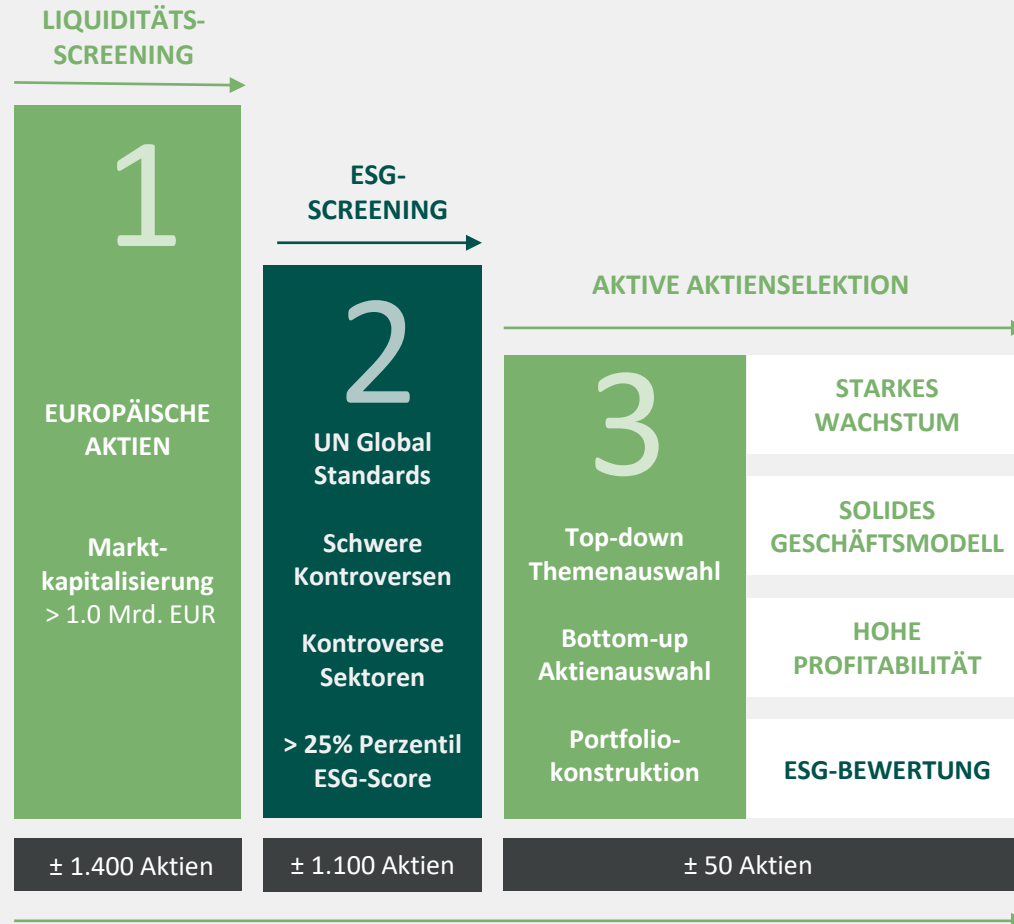 LIQUIDITÄTS-
SCREENING
1
EUROPÄISCHE
AKTIEN
Markt-
kapitalisierung
> 1.0 Mrd. EUR
± 1.400 Aktien
ESG-
SCREENING
2
UN Global
Standards
Schwere
Kontroversen
Kontroverse
Sektoren
> 25% Perzentil
ESG-Score
± 1.100 Aktien
AKTIVE AKTIENSELEKTION
3
Top-down
Themenauswahl
Bottom-up
Aktienauswahl
Portfolio-
konstruktion
STARKES
WACHSTUM
SOLIDES
GESCHÄFTSMODELL
HOHE
PROFITABILITÄT
ESG-BEWERTUNG
± 50 Aktien